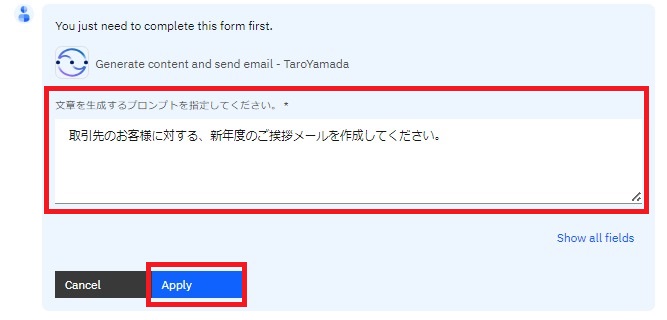 You just need to complete this form first.
Generate content and send email - TaroYamada
文章を生成するプロンプトを指定してください。 *
取引先のお客様に対する、新年度のご挨拶メールを作成してください。
Show all fields
Cancel
Apply